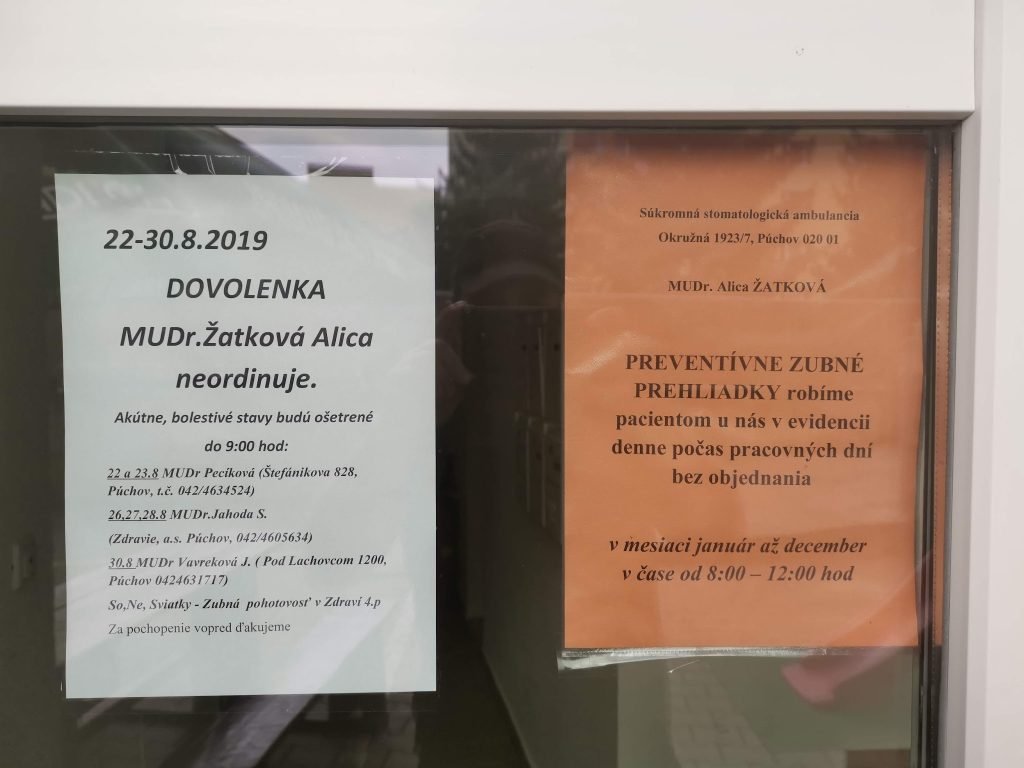 22-30.8.2019
DOVOLENKA
MUDr.Žatková Alica
neordinuje.
Akútne, bolestivé stavy budú ošetrené
do 9:00 hod:
22 a 23.8 MUDr Pecíková (Štefánikova 828,
Púchov, t.č. 042/4634524)
26,27,28.8 MUDr.Jahoda S.
(Zdravie, a.s. Púchov, 042/4605634)
30.8 MUDr Vavreková J. ( Pod Lachovcom 1200,
Púchov 0424631717)
So,Ne, Sviatky - Zubná pohotovosť v Zdraví 4.p
Za pochopenie vopred ďakujeme
Súkromná stomatologická ambulancia
Okružná 1923/7, Púchov 020 01
MUDr. Alica ŽATKOVÁ
PREVENTÍVNE ZUBNÉ
PREHLIADKY robíme
pacientom u nás v evidencii
denne počas pracovných dní
bez objednania
v mesiaci január až december
v čase od 8:00 – 12:00 hod